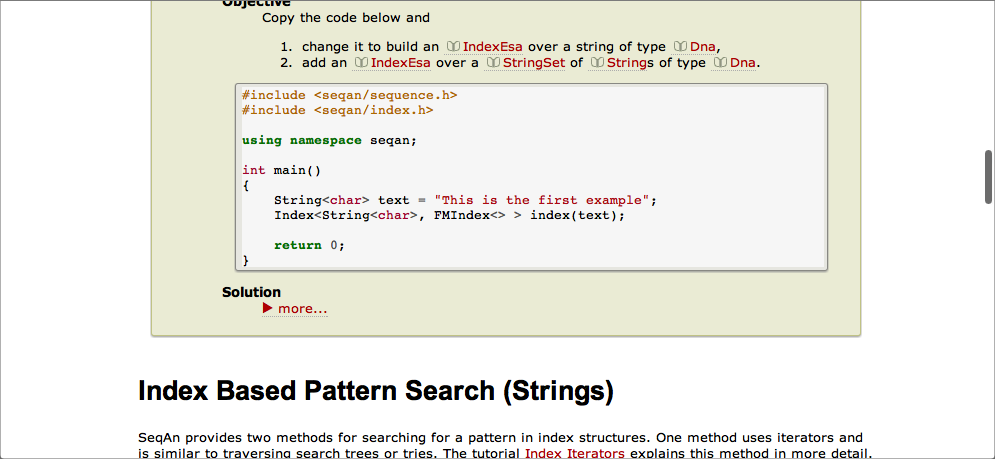 Objective
Copy the code below and
1. change it to build an IndexEsa over a string of type Dna,
2. add an IndexEsa over a StringSet of Strings of type Dna.
#include <seqan/sequence.h>
#include <seqan/index.h>
using namespace seqan;
int main()
{
    String<char> text = "This is the first example";
    Index<String<char>, FMIndex<> > index(text);
    return 0;
}
Solution
more...
Index Based Pattern Search (Strings)
SeqAn provides two methods for searching for a pattern in index structures. One method uses iterators and
is similar to traversing search trees or tries. The tutorial Index Iterators explains this method in more detail.